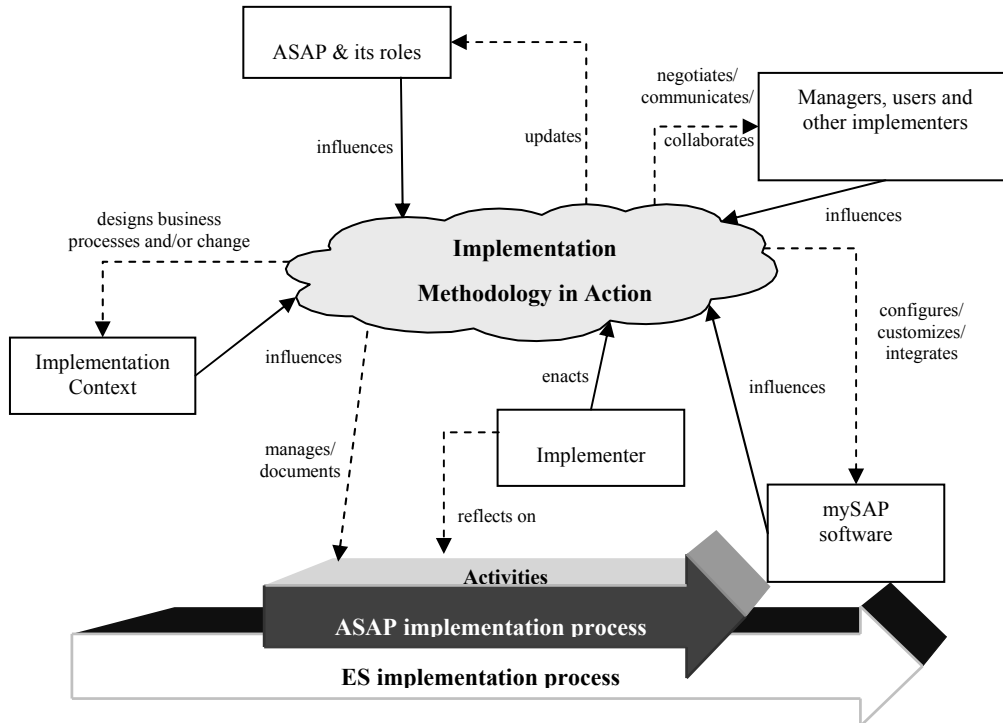 ASAP & its roles
negotiates/
communicates/
collaborates
Managers, users and
other implementers
influences
updates
influences
designs business
processes and/or change
Implementation
Methodology in Action
configures/
customizes/
integrates
Implementation
Context
influences
enacts
influences
manages/
documents
Implementer
reflects on
mySAP
software
Activities
ASAP implementation process
ES implementation process